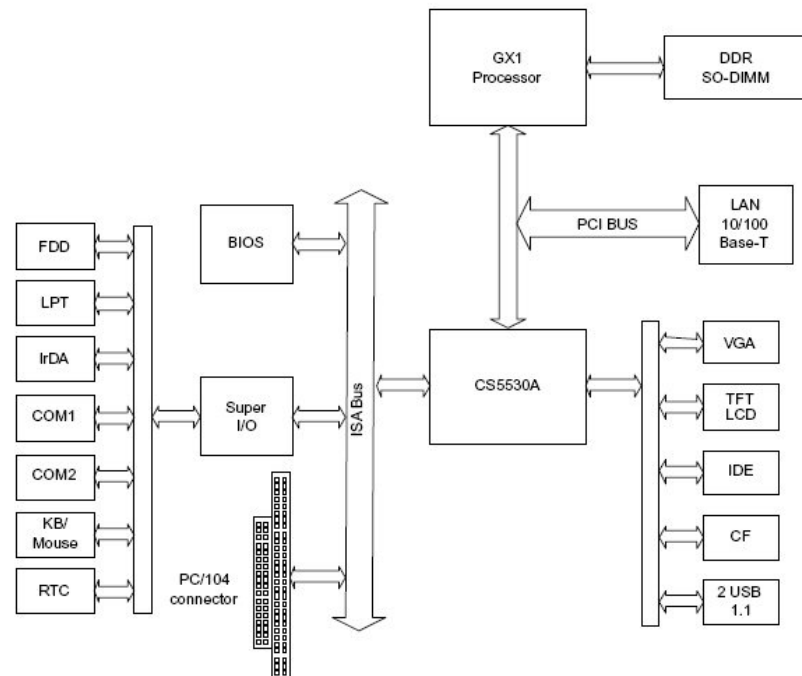 GX1
Processor
DDR
SO-DIMM
PCI BUS
LAN
10/100
Base-T
FDD
LPT
IrDA
COM1
COM2
KB/
Mouse
RTC
BIOS
Super
I/O
PC/104
connector
ISA Bus
CS5530A
VGA
TFT
LCD
IDE
CF
2 USB
1.1